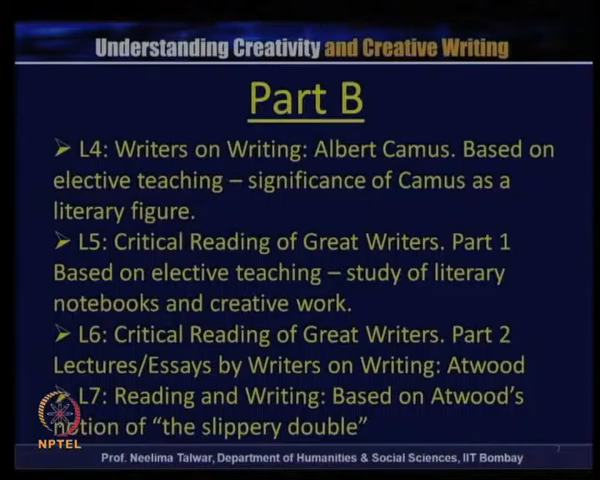 Understanding Creativity and Creative Writing
Part B
➢ L4: Writers on Writing: Albert Camus. Based on
elective teaching – significance of Camus as a
literary figure.
➢ L5: Critical Reading of Great Writers. Part 1
Based on elective teaching – study of literary
notebooks and creative work.
➢ L6: Critical Reading of Great Writers. Part 2
Lectures/Essays by Writers on Writing: Atwood
➢ L7: Reading and Writing: Based on Atwood's
notion of "the slippery double"
NPTEL
Prof. Neelima Talwar, Department of Humanities & Social Sciences, IIT Bombay
7